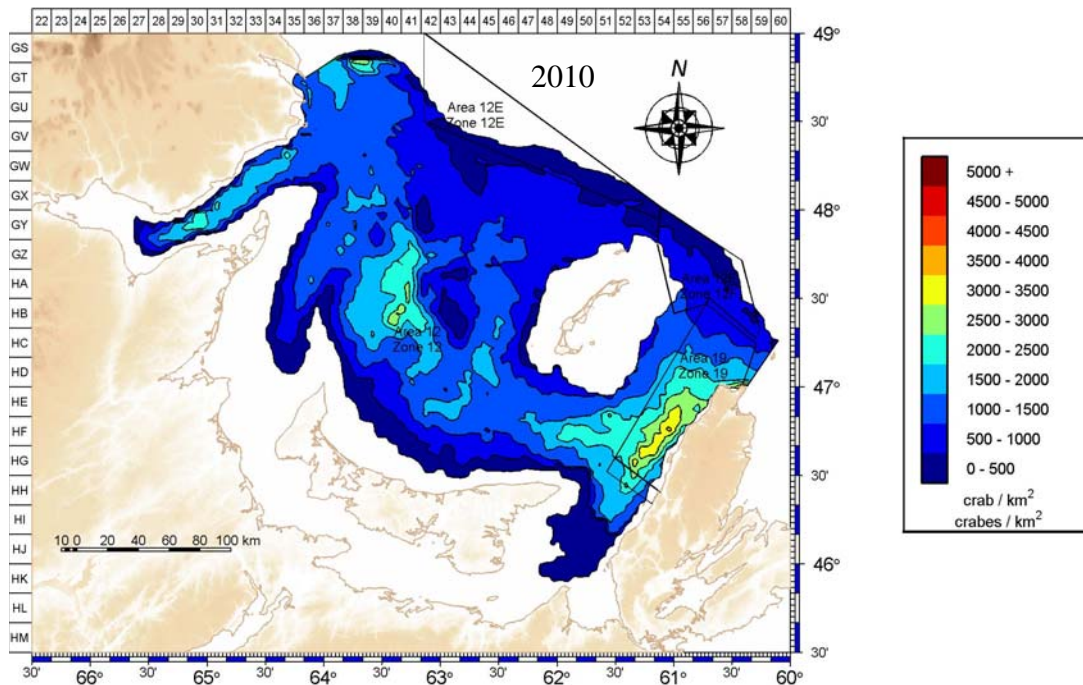 22 23 24 25 26 27 28 29 30 31 32 33 34 35 36 37 38 39 40 41 42 43 44 45 46 47 48 49 50 51 52 53 54 55 56 57 58 59 60
GS
GT
GU
GV
GW
GX
GY
GZ
HA
HB
HC
HD
HE
HF
HG
HH
HI
HJ
HK
HL
HM
2010
N
Area 12E
Zone 12E
Area
Zone
Area 12
Zone 12
Area 19
Zone 19
10 0 20 40 60 80 100 km
49°
30'
48°
30'
47°
30'
46°
30'
30' 66° 30' 65° 30' 64° 30' 63° 30' 62° 30' 61° 30' 60°
5000 +
4500 - 5000
4000 - 4500
3500 - 4000
3000 - 3500
2500 - 3000
2000 - 2500
1500 - 2000
1000 - 1500
500 - 1000
0 - 500
crab / km²
crabes / km²